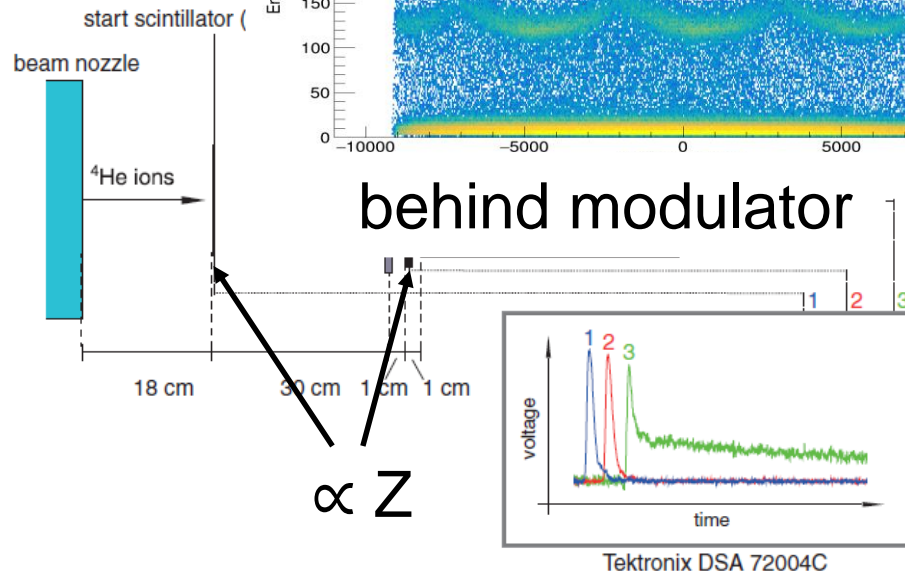 start scintillator (
beam nozzle
⁴He ions
150
100
50
0
−10000 −5000 0 5000
behind modulator
1 2 3
18 cm 30 cm 1 cm 1 cm
∝ Z
voltage
1 2 3
time
Tektronix DSA 72004C